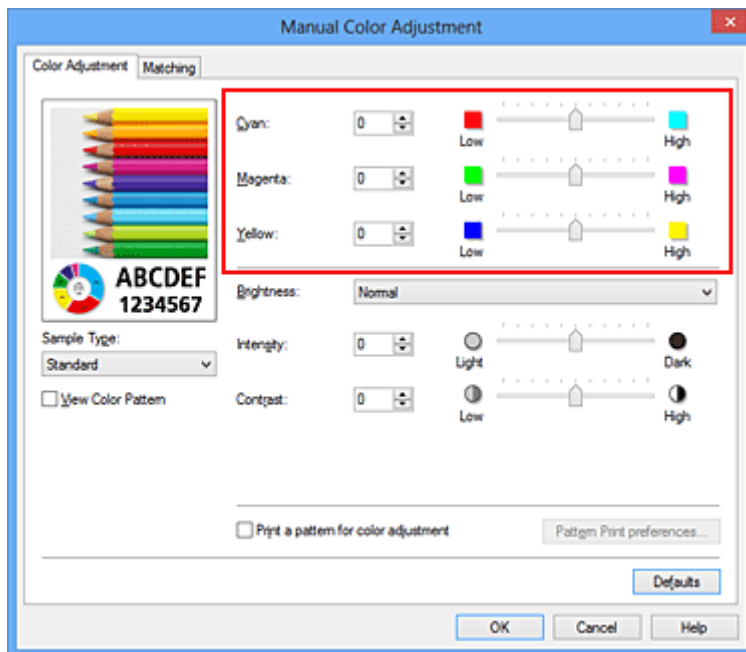 Manual Color Adjustment
Color Adjustment
Matching
ABCDEF
1234567
Sample Type:
Standard
View Color Pattern
Cyan: 0 Low High
Magenta: 0 Low High
Yellow: 0 Low High
Brightness: Normal
Intensity: 0 Light Dark
Contrast: 0 Low High
Print a pattern for color adjustment
Pattern Print preferences...
Defaults
OK
Cancel
Help